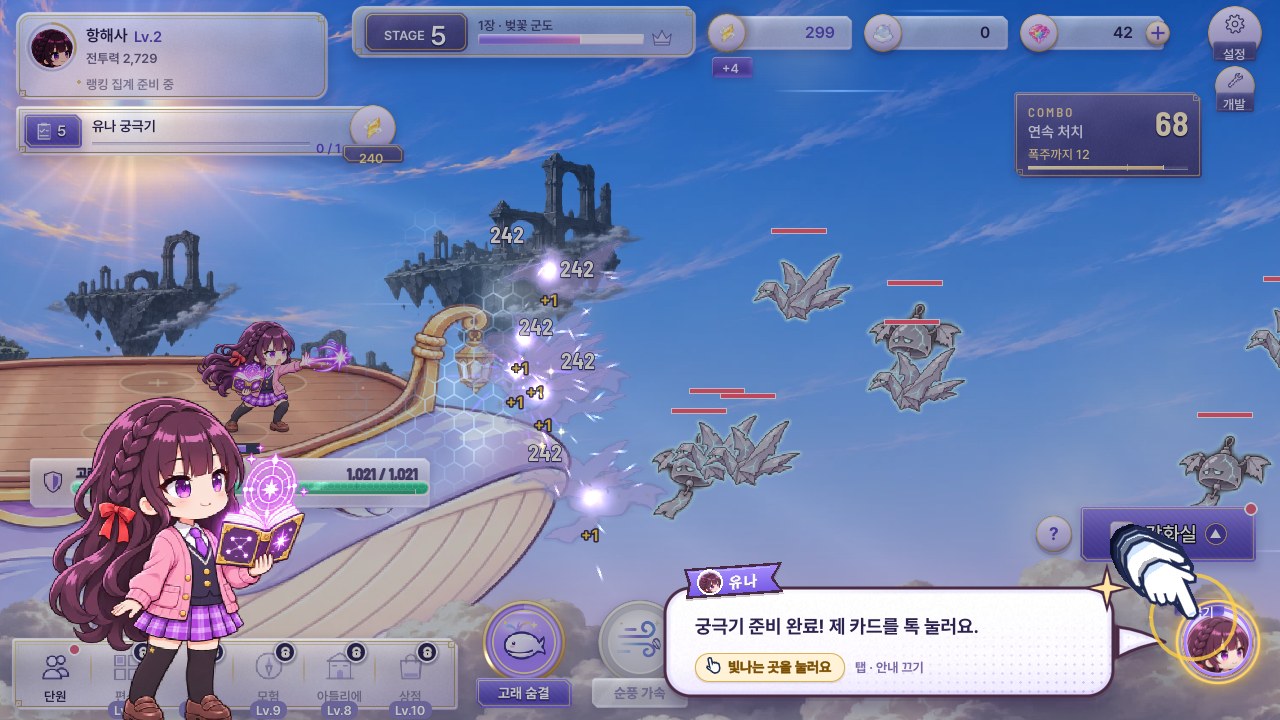 항해사 Lv.2
전투력 2,729
랭킹 집계 준비 중
STAGE 5
1장 · 벚꽃 군도
299
+4
0
42
설정
개발
5
유나 궁극기
0 / 1
240
COMBO
연속 처치
68
폭주까지 12
242
242
+1
242
242
+1
+1
+1
+1
242
+1
1,021 / 1,021
?
강화실
유나
궁극기 준비 완료! 제 카드를 톡 눌러요.
빛나는 곳을 눌러요
탭 · 안내 끄기
단원
모험
Lv.9
아틀리에
Lv.8
상점
Lv.10
고래 숨결
순풍 가속